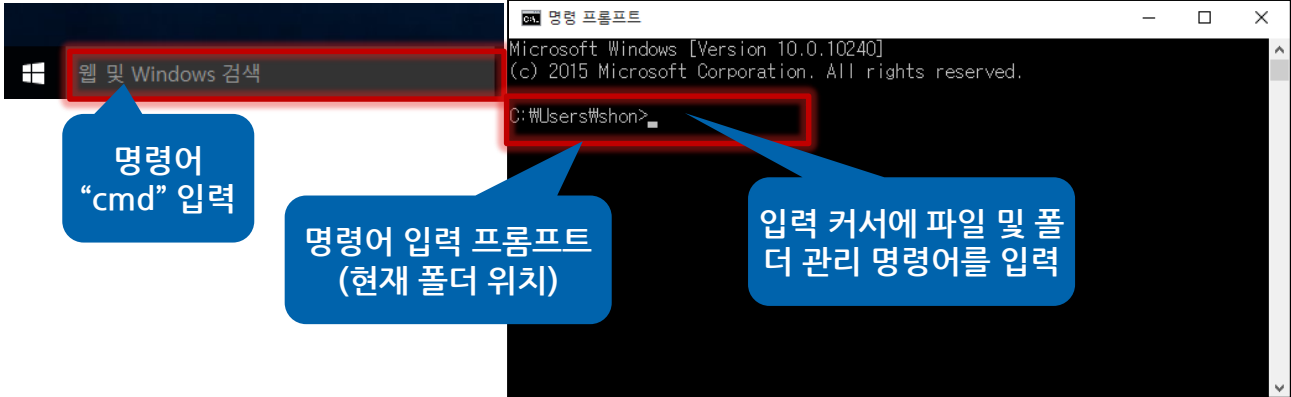 웹 및 Windows 검색
명령어
“cmd” 입력
명령 프롬프트
Microsoft Windows [Version 10.0.10240]
(c) 2015 Microsoft Corporation. All rights reserved.
C:₩Users₩shon>_
명령어 입력 프롬프트
(현재 폴더 위치)
입력 커서에 파일 및 폴
더 관리 명령어를 입력